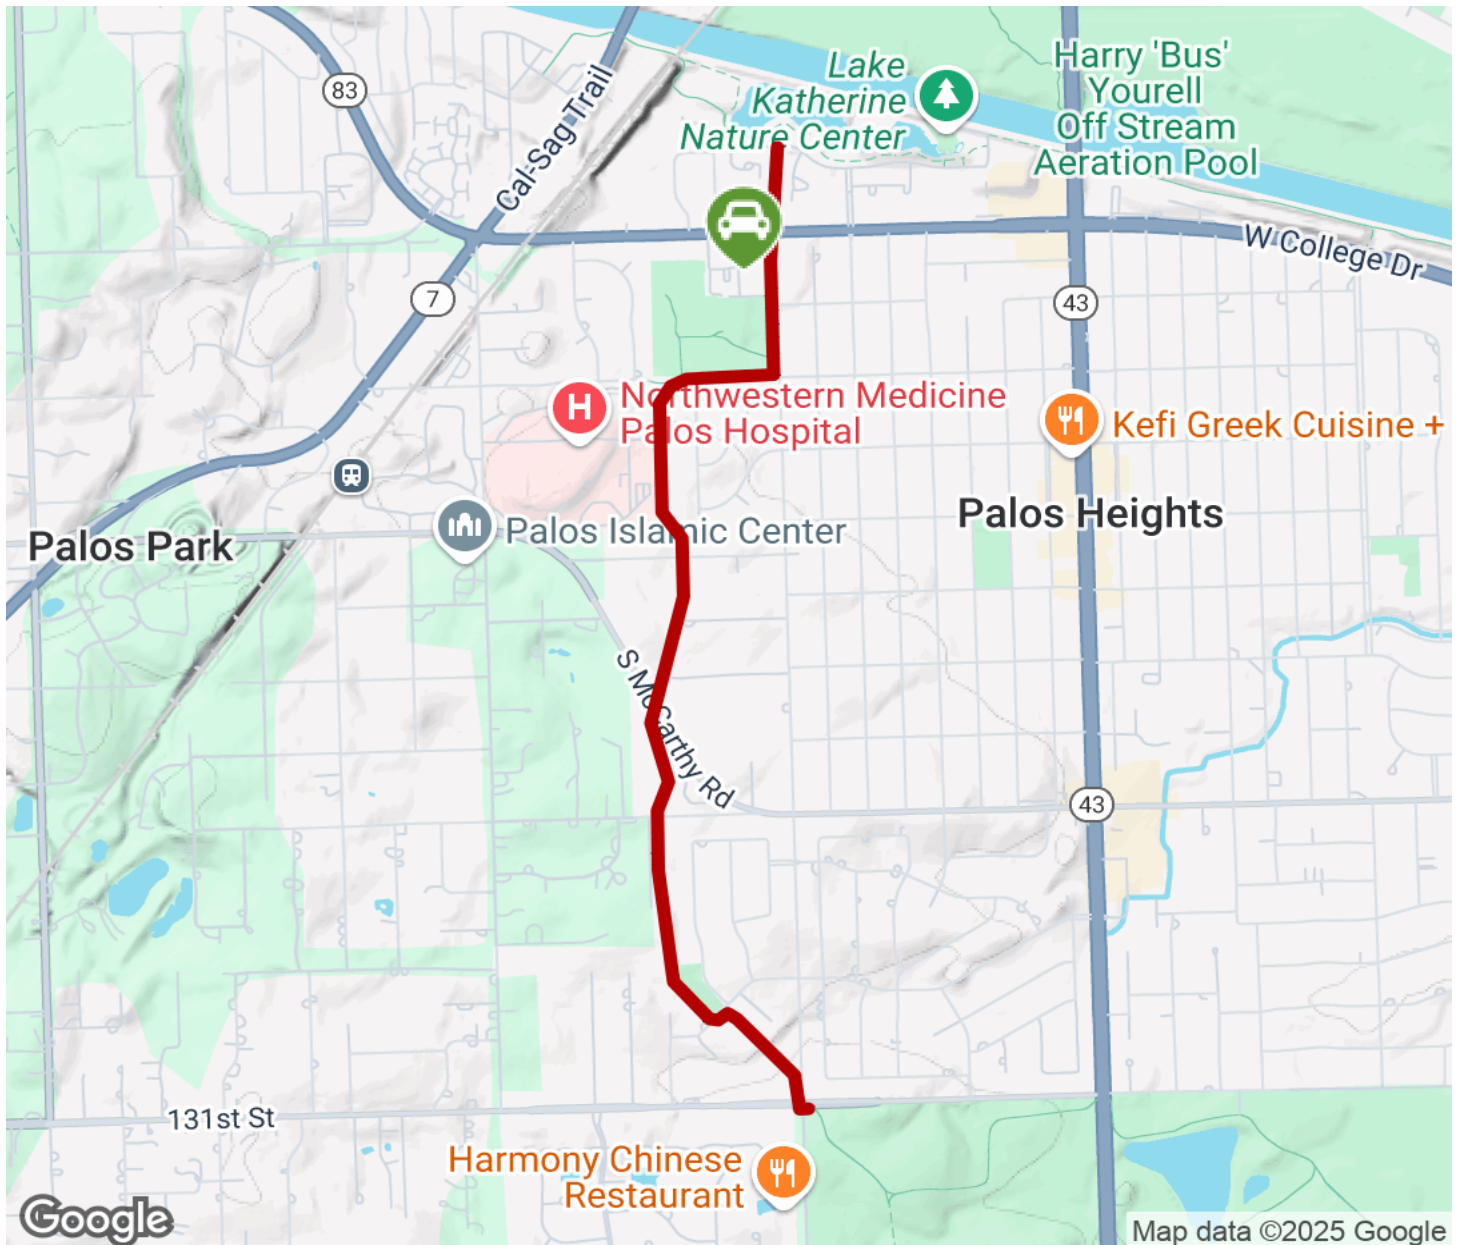 83
Cal-Sag Trail
Lake
Katherine
Nature Center
Harry 'Bus'
Yourell
Off Stream
Aeration Pool
W College Dr
7
43
H
Northwestern Medicine
Palos Hospital
Kefi Greek Cuisine +
Palos Islamic Center
Palos Heights
Palos Park
S McCarthy Rd
43
131st St
Harmony Chinese
Restaurant
Google
Map data ©2025 Google